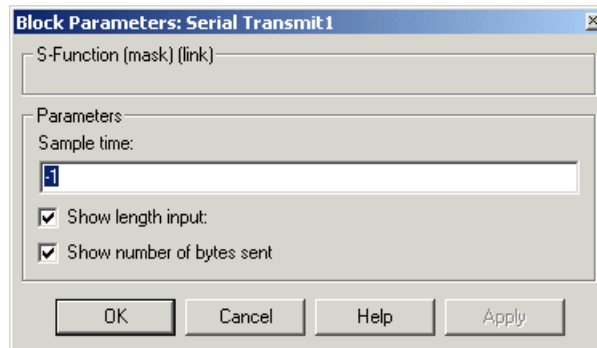 Block Parameters: Serial Transmit1
S-Function (mask) (link)
Parameters
Sample time:
-1
Show length input:
Show number of bytes sent
OK Cancel Help Apply